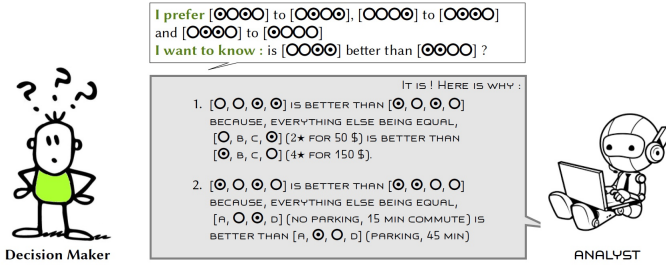 I prefer [⊙O⊙O] to [O⊙O⊙], [OOO⊙] to [O⊙⊙O]
and [O⊙⊙O] to [⊙OOO]
I want to know : is [OO⊙⊙] better than [⊙⊙OO] ?
It is ! Here is why :
1. [O, O, ⊙, ⊙] is better than [⊙, O, ⊙, O]
because, everything else being equal,
[O, b, c, ⊙] (2★ for 50 $) is better than
[⊙, b, c, O] (4★ for 150 $).
2. [⊙, O, ⊙, O] is better than [⊙, ⊙, O, O]
because, everything else being equal,
[a, O, ⊙, d] (no parking, 15 min commute) is
better than [a, ⊙, O, d] (parking, 45 min)
Decision Maker
Analyst